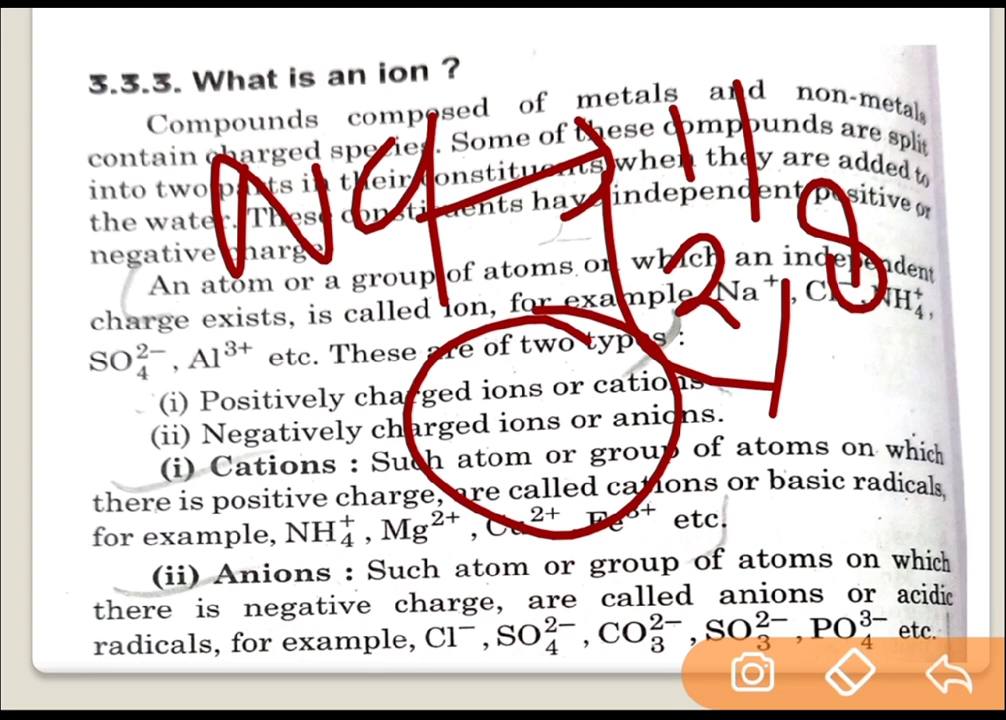 3.3.3. What is an ion ?
Compounds composed of metals and non-metals
contain charged species. Some of these compounds are split
into two parts in their constituents when they are added to
the water. These constituents have independent positive or
negative charge
An atom or a group of atoms on which an independent
charge exists, is called ion, for example Na⁺, Cl⁻, NH₄⁺,
SO₄²⁻, Al³⁺ etc. These are of two types :
(i) Positively charged ions or cations
(ii) Negatively charged ions or anions.
(i) Cations : Such atom or group of atoms on which
there is positive charge, are called cations or basic radicals,
for example, NH₄⁺, Mg²⁺, 2+ Fe³⁺ etc.
(ii) Anions : Such atom or group of atoms on which
there is negative charge, are called anions or acidic
radicals, for example, Cl⁻, SO₄²⁻, CO₃²⁻, SO₃²⁻, PO₄³⁻ etc.
Na 11
2, 8, 1